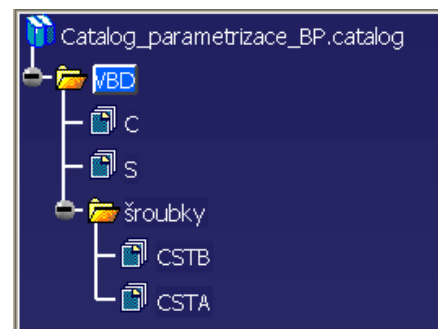 Catalog_parametrizace_BP.catalog
VBD
C
S
šroubky
CSTB
CSTA